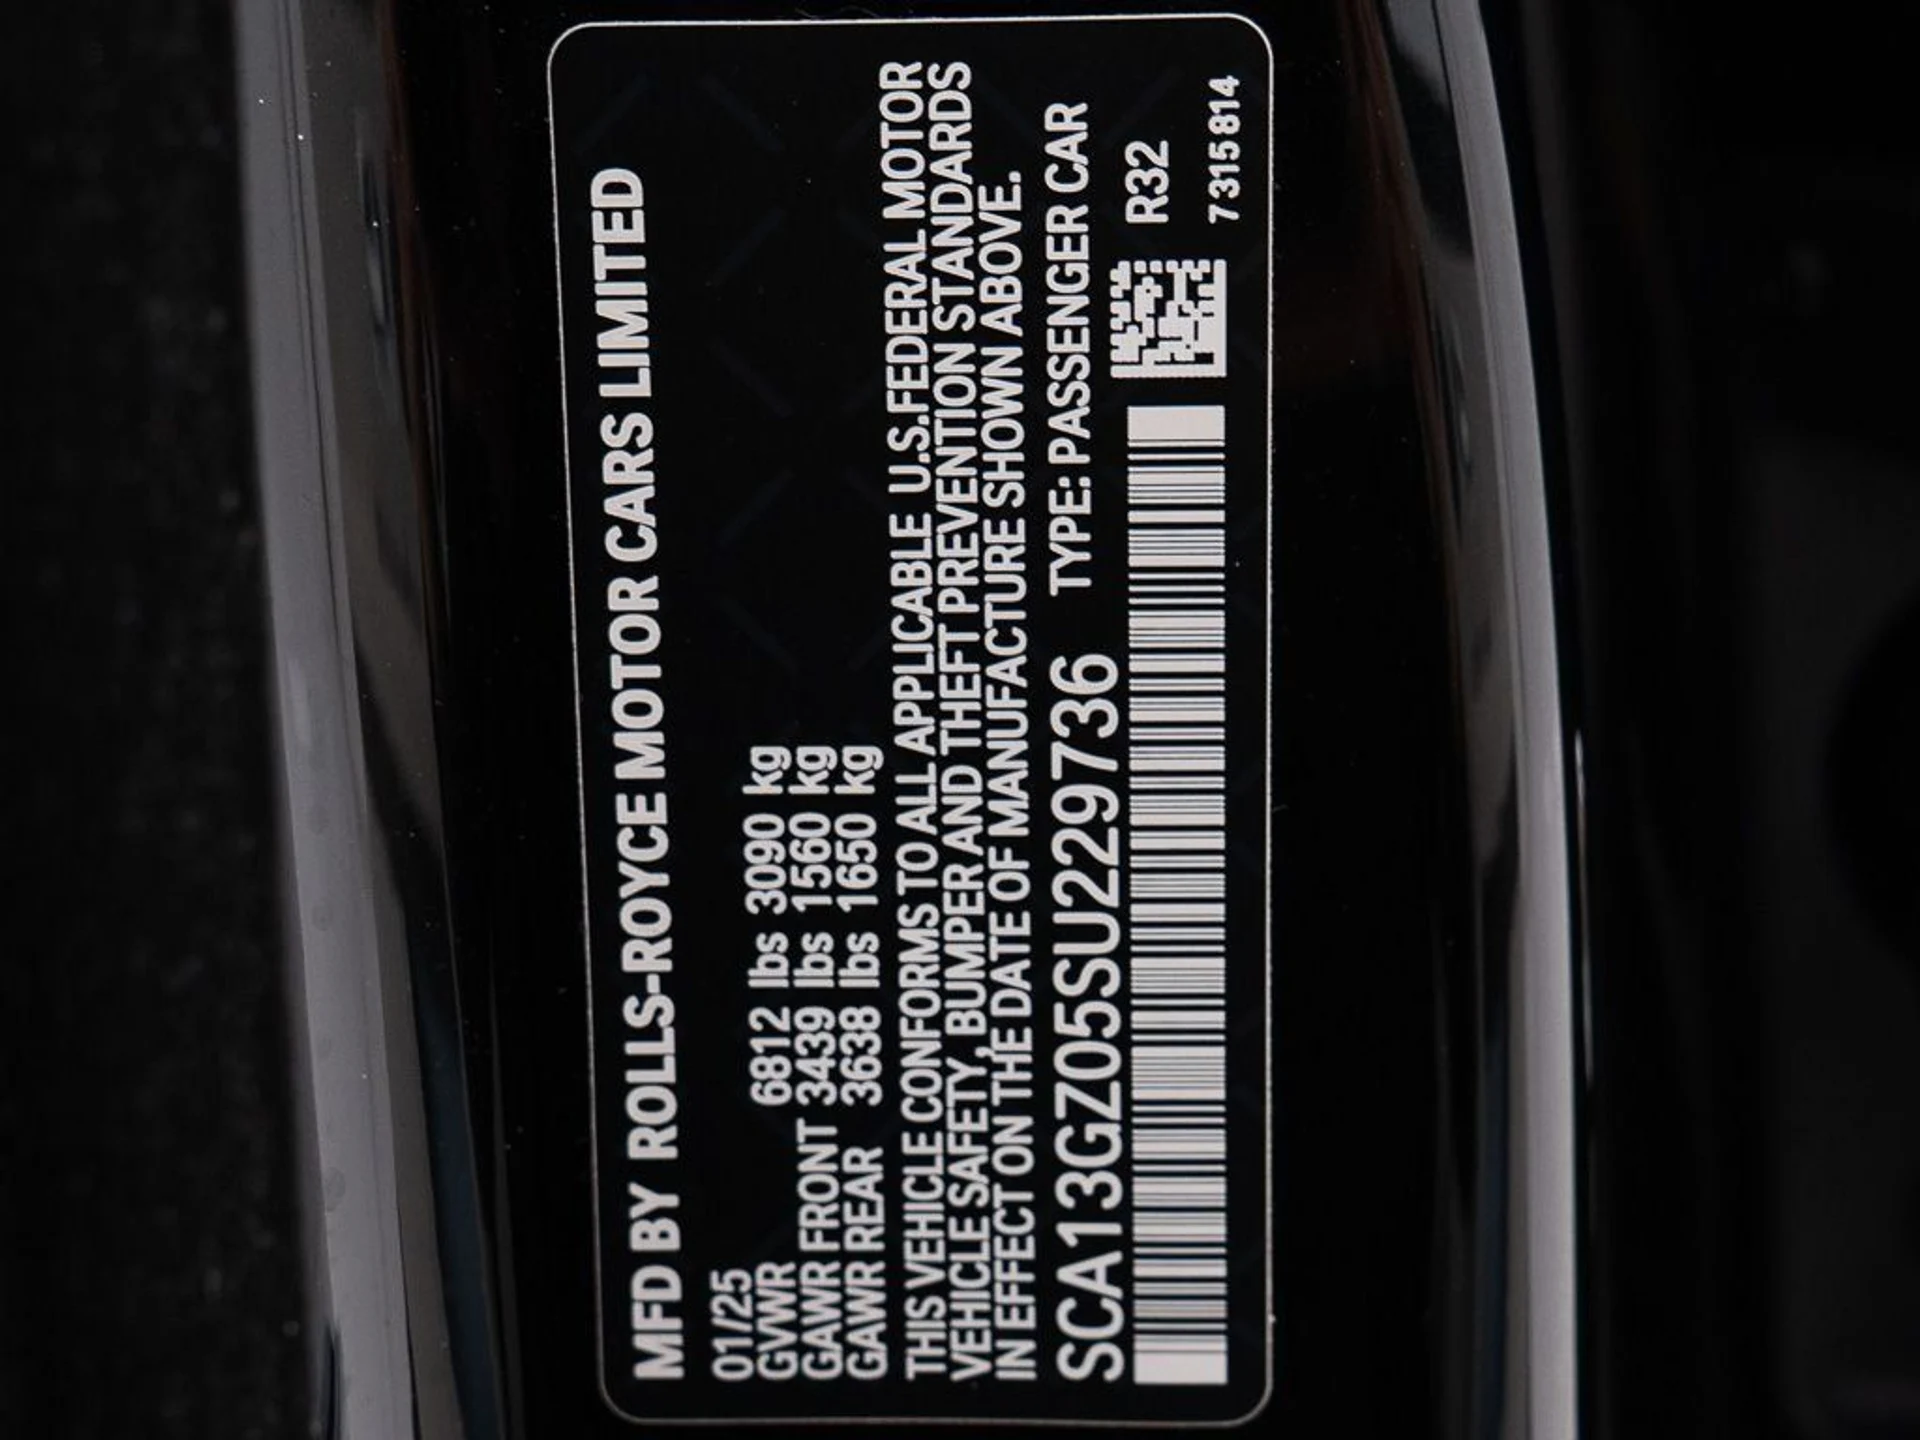 MFD BY ROLLS-ROYCE MOTOR CARS LIMITED
01/25
GVWR 6812 lbs 3090 kg
GAWR FRONT 3439 lbs 1560 kg
GAWR REAR 3638 lbs 1650 kg
THIS VEHICLE CONFORMS TO ALL APPLICABLE U.S.FEDERAL MOTOR
VEHICLE SAFETY, BUMPER AND THEFT PREVENTION STANDARDS
IN EFFECT ON THE DATE OF MANUFACTURE SHOWN ABOVE.
SCA13GZ05SU229736 TYPE: PASSENGER CAR
R32
7315814